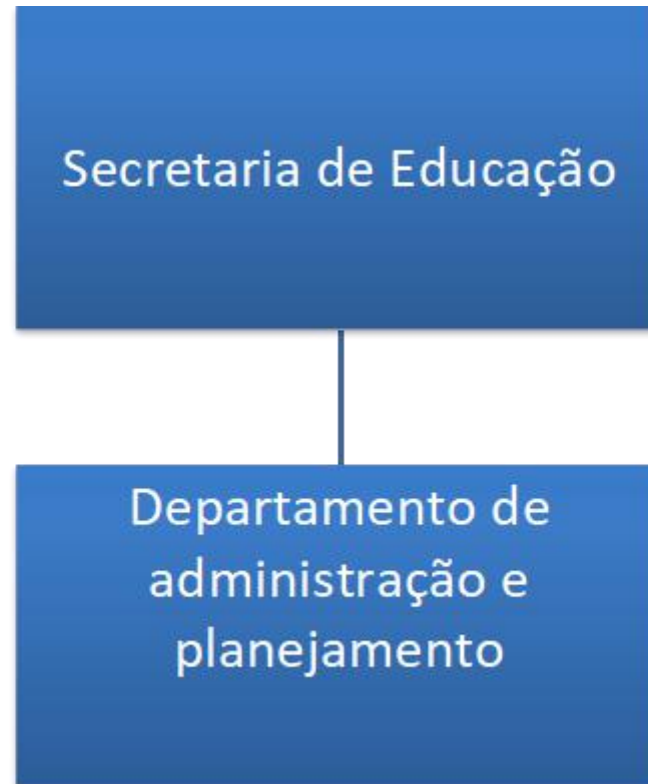 Secretaria de Educação
Departamento de
administração e
planejamento